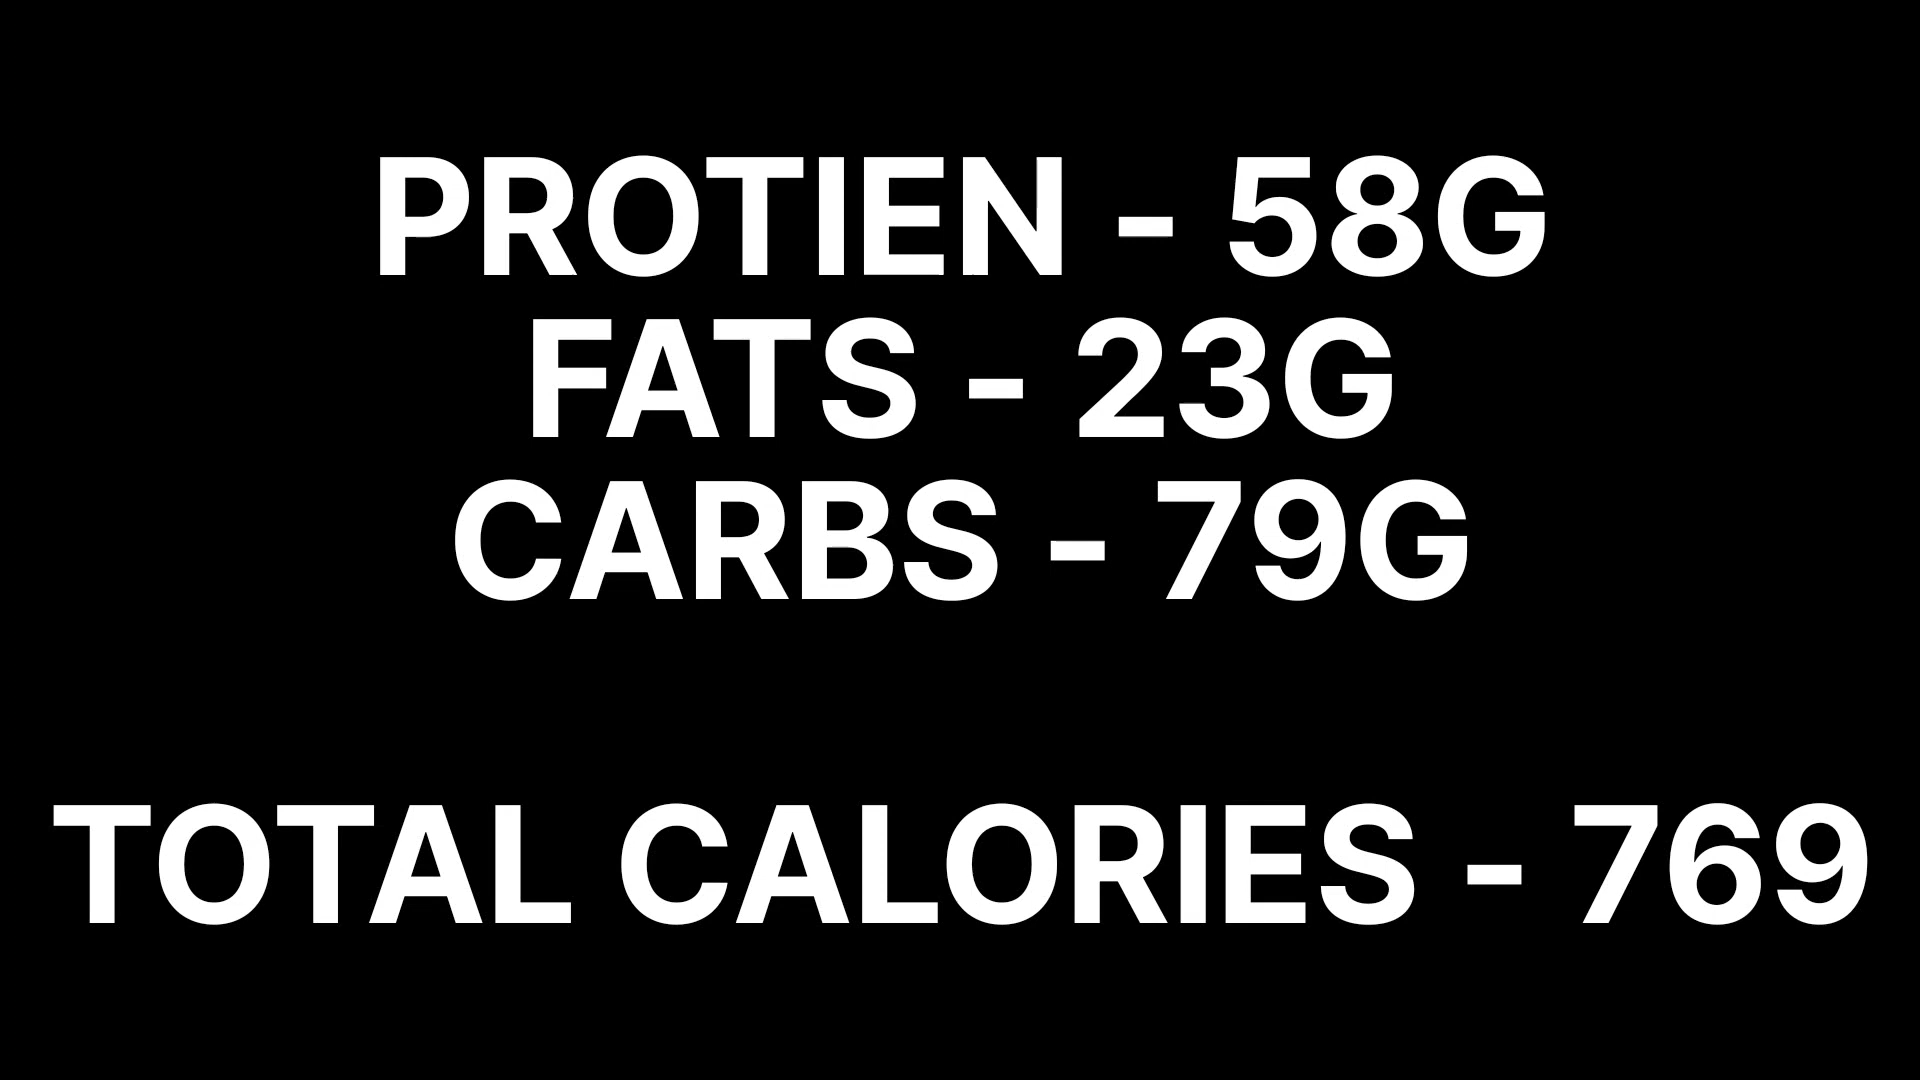 PROTIEN - 58G
FATS - 23G
CARBS - 79G
TOTAL CALORIES - 769